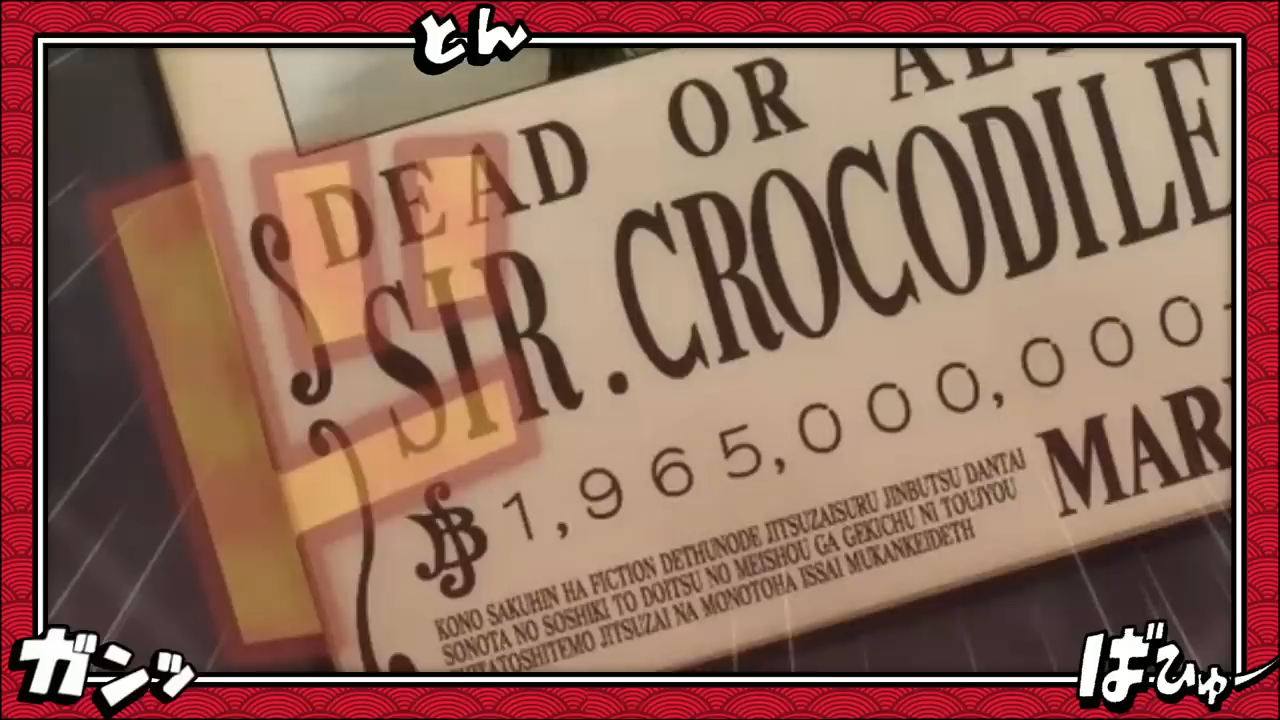 とん
DEAD OR AL
SIR.CROCODILE
฿1,965,000,000-
MAR
KONO SAKUHIN HA FICTION DETHUNODE JITSUZAISURU JINBUTSU DANTAI
SONOTA NO SOSHIKI TO DOITSU NO MEISHOU GA GEKICHU NI TOUJYOU
SITATOSHITEMO JITSUZAI NA MONOTOHA ISSAI MUKANKEIDETH
ガンッ
ばひゅ